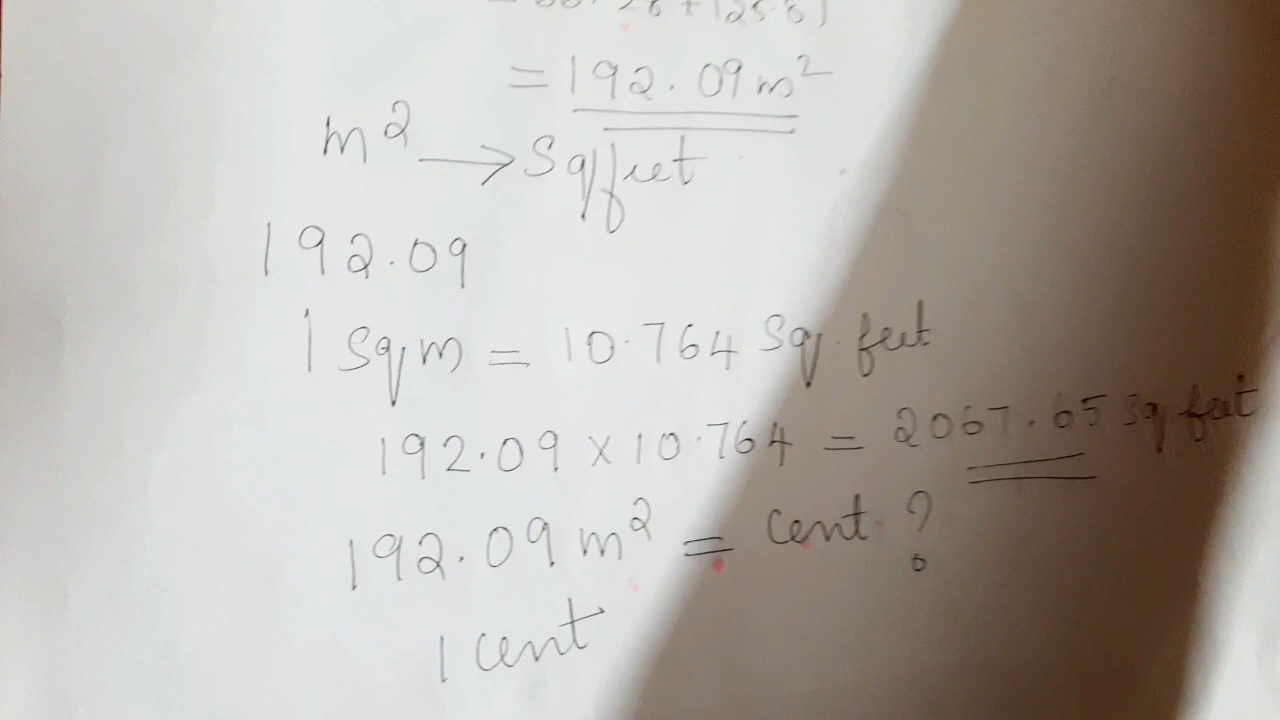 = 192.09 m²
m² → Sq feet
192.09
1 Sq m = 10.764 Sq. feet
192.09 × 10.764 = 2067.65 Sq feet
192.09 m² = cent ?
1 cent